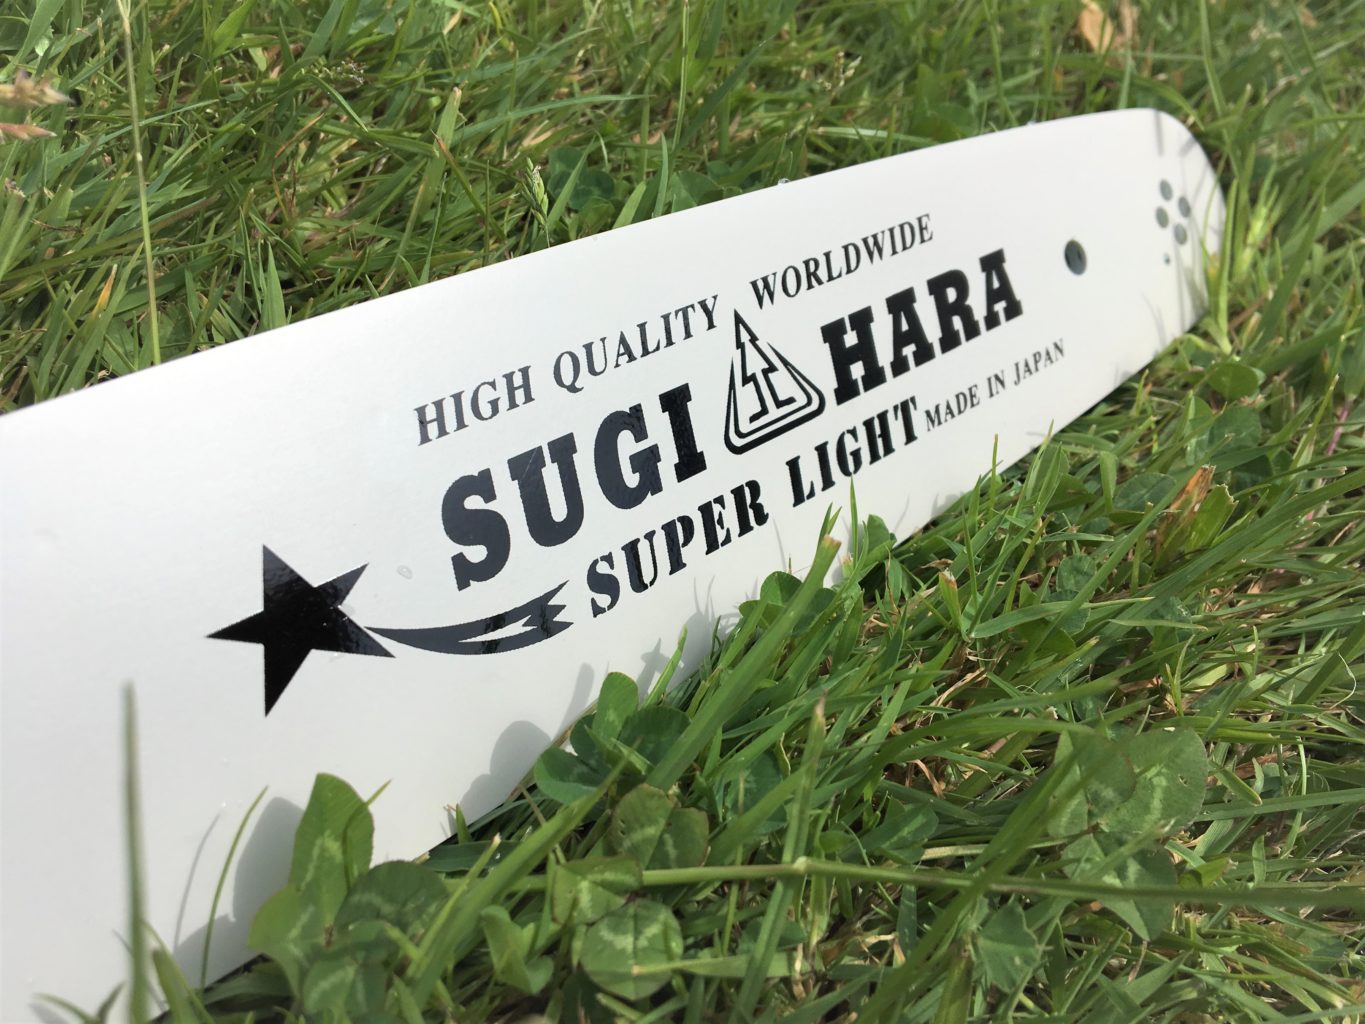 HIGH QUALITY WORLDWIDE
SUGI HARA
SUPER LIGHT MADE IN JAPAN